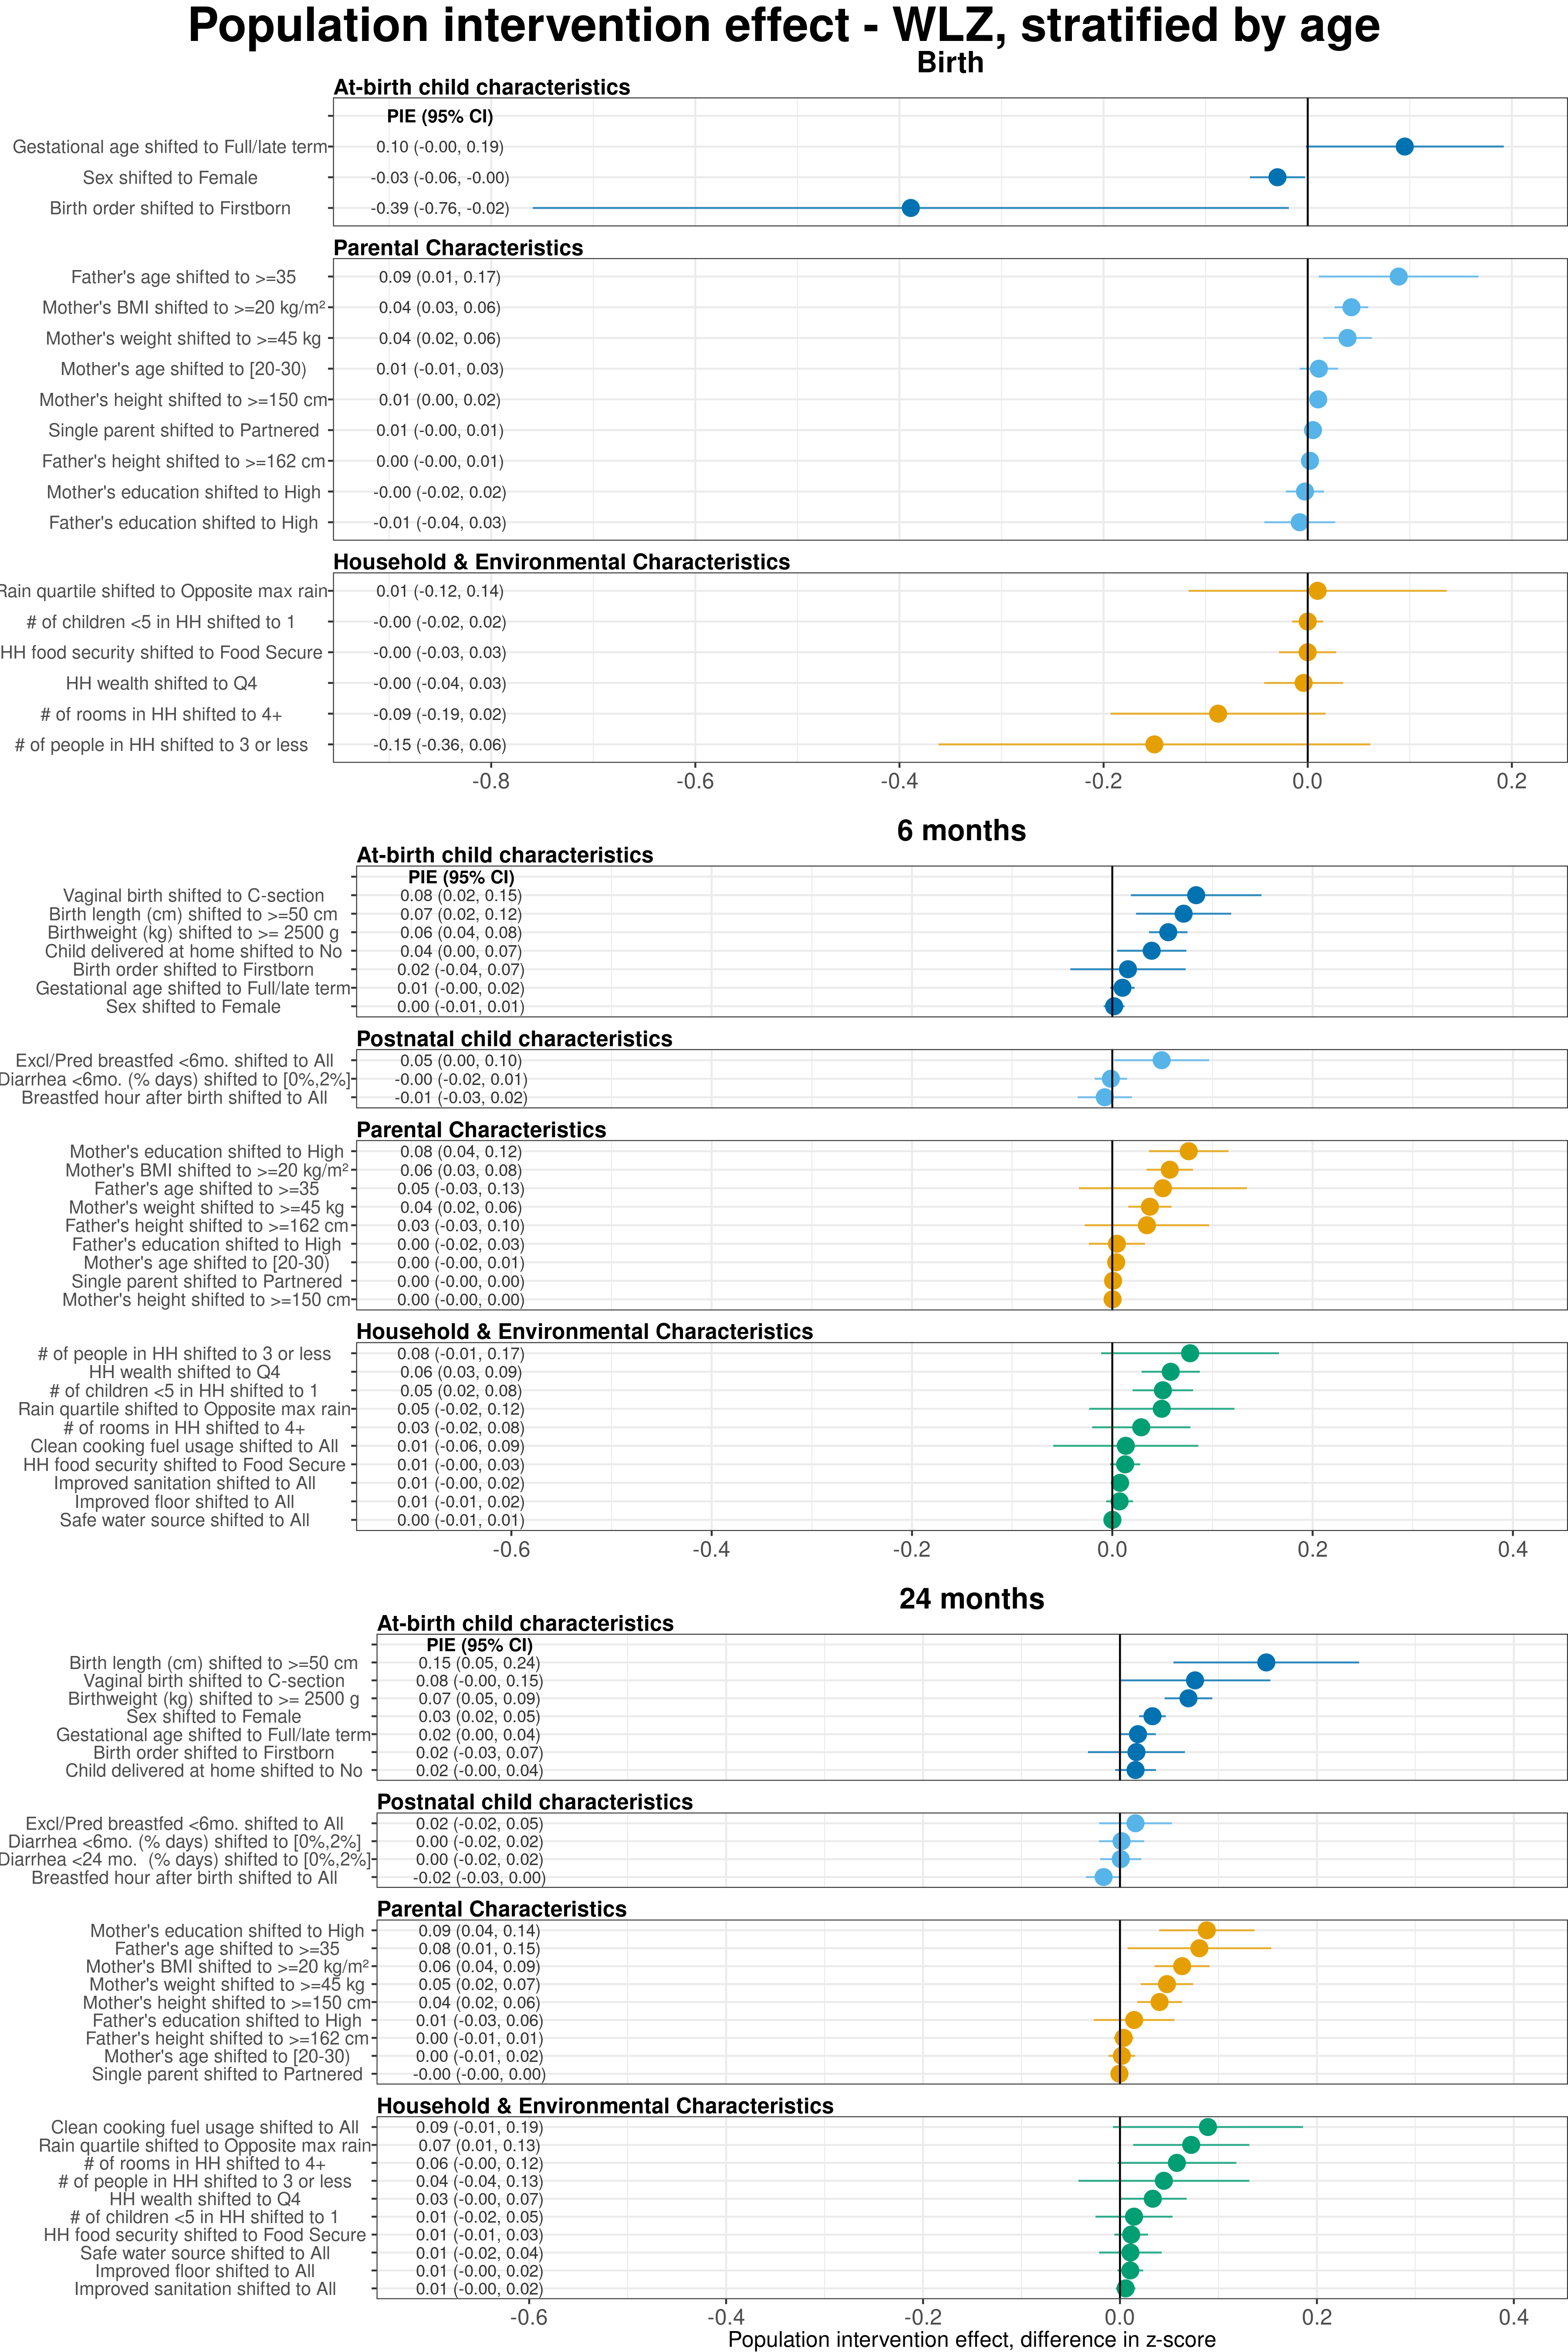 Population intervention effect - WLZ, stratified by age
Birth
At-birth child characteristics
PIE (95% CI)
Gestational age shifted to Full/late term 0.10 (-0.00, 0.19)
Sex shifted to Female -0.03 (-0.06, -0.00)
Birth order shifted to Firstborn -0.39 (-0.76, -0.02)
Parental Characteristics
Father's age shifted to >=35 0.09 (0.01, 0.17)
Mother's BMI shifted to >=20 kg/m² 0.04 (0.03, 0.06)
Mother's weight shifted to >=45 kg 0.04 (0.02, 0.06)
Mother's age shifted to [20-30) 0.01 (-0.01, 0.03)
Mother's height shifted to >=150 cm 0.01 (0.00, 0.02)
Single parent shifted to Partnered 0.01 (-0.00, 0.01)
Father's height shifted to >=162 cm 0.00 (-0.00, 0.01)
Mother's education shifted to High -0.00 (-0.02, 0.02)
Father's education shifted to High -0.01 (-0.04, 0.03)
Household & Environmental Characteristics
Rain quartile shifted to Opposite max rain 0.01 (-0.12, 0.14)
# of children <5 in HH shifted to 1 -0.00 (-0.02, 0.02)
HH food security shifted to Food Secure -0.00 (-0.03, 0.03)
HH wealth shifted to Q4 -0.00 (-0.04, 0.03)
# of rooms in HH shifted to 4+ -0.09 (-0.19, 0.02)
# of people in HH shifted to 3 or less -0.15 (-0.36, 0.06)
-0.8 -0.6 -0.4 -0.2 0.0 0.2
6 months
At-birth child characteristics
PIE (95% CI)
Vaginal birth shifted to C-section 0.08 (0.02, 0.15)
Birth length (cm) shifted to >=50 cm 0.07 (0.02, 0.12)
Birthweight (kg) shifted to >= 2500 g 0.06 (0.04, 0.08)
Child delivered at home shifted to No 0.04 (0.00, 0.07)
Birth order shifted to Firstborn 0.02 (-0.04, 0.07)
Gestational age shifted to Full/late term 0.01 (-0.00, 0.02)
Sex shifted to Female 0.00 (-0.01, 0.01)
Postnatal child characteristics
Excl/Pred breastfed <6mo. shifted to All 0.05 (0.00, 0.10)
Diarrhea <6mo. (% days) shifted to [0%,2%] -0.00 (-0.02, 0.01)
Breastfed hour after birth shifted to All -0.01 (-0.03, 0.02)
Parental Characteristics
Mother's education shifted to High 0.08 (0.04, 0.12)
Mother's BMI shifted to >=20 kg/m² 0.06 (0.03, 0.08)
Father's age shifted to >=35 0.05 (-0.03, 0.13)
Mother's weight shifted to >=45 kg 0.04 (0.02, 0.06)
Father's height shifted to >=162 cm 0.03 (-0.03, 0.10)
Father's education shifted to High 0.00 (-0.02, 0.03)
Mother's age shifted to [20-30) 0.00 (-0.00, 0.01)
Single parent shifted to Partnered 0.00 (-0.00, 0.00)
Mother's height shifted to >=150 cm 0.00 (-0.00, 0.00)
Household & Environmental Characteristics
# of people in HH shifted to 3 or less 0.08 (-0.01, 0.17)
HH wealth shifted to Q4 0.06 (0.03, 0.09)
# of children <5 in HH shifted to 1 0.05 (0.02, 0.08)
Rain quartile shifted to Opposite max rain 0.05 (-0.02, 0.12)
# of rooms in HH shifted to 4+ 0.03 (-0.02, 0.08)
Clean cooking fuel usage shifted to All 0.01 (-0.06, 0.09)
HH food security shifted to Food Secure 0.01 (-0.00, 0.03)
Improved sanitation shifted to All 0.01 (-0.00, 0.02)
Improved floor shifted to All 0.01 (-0.01, 0.02)
Safe water source shifted to All 0.00 (-0.01, 0.01)
-0.6 -0.4 -0.2 0.0 0.2 0.4
24 months
At-birth child characteristics
PIE (95% CI)
Birth length (cm) shifted to >=50 cm 0.15 (0.05, 0.24)
Vaginal birth shifted to C-section 0.08 (-0.00, 0.15)
Birthweight (kg) shifted to >= 2500 g 0.07 (0.05, 0.09)
Sex shifted to Female 0.03 (0.02, 0.05)
Gestational age shifted to Full/late term 0.02 (0.00, 0.04)
Birth order shifted to Firstborn 0.02 (-0.03, 0.07)
Child delivered at home shifted to No 0.02 (-0.00, 0.04)
Postnatal child characteristics
Excl/Pred breastfed <6mo. shifted to All 0.02 (-0.02, 0.05)
Diarrhea <6mo. (% days) shifted to [0%,2%] 0.00 (-0.02, 0.02)
Diarrhea <24 mo. (% days) shifted to [0%,2%] 0.00 (-0.02, 0.02)
Breastfed hour after birth shifted to All -0.02 (-0.03, 0.00)
Parental Characteristics
Mother's education shifted to High 0.09 (0.04, 0.14)
Father's age shifted to >=35 0.08 (0.01, 0.15)
Mother's BMI shifted to >=20 kg/m² 0.06 (0.04, 0.09)
Mother's weight shifted to >=45 kg 0.05 (0.02, 0.07)
Mother's height shifted to >=150 cm 0.04 (0.02, 0.06)
Father's education shifted to High 0.01 (-0.03, 0.06)
Father's height shifted to >=162 cm 0.00 (-0.01, 0.01)
Mother's age shifted to [20-30) 0.00 (-0.01, 0.02)
Single parent shifted to Partnered -0.00 (-0.00, 0.00)
Household & Environmental Characteristics
Clean cooking fuel usage shifted to All 0.09 (-0.01, 0.19)
Rain quartile shifted to Opposite max rain 0.07 (0.01, 0.13)
# of rooms in HH shifted to 4+ 0.06 (-0.00, 0.12)
# of people in HH shifted to 3 or less 0.04 (-0.04, 0.13)
HH wealth shifted to Q4 0.03 (-0.00, 0.07)
# of children <5 in HH shifted to 1 0.01 (-0.02, 0.05)
HH food security shifted to Food Secure 0.01 (-0.01, 0.03)
Safe water source shifted to All 0.01 (-0.02, 0.04)
Improved floor shifted to All 0.01 (-0.00, 0.02)
Improved sanitation shifted to All 0.01 (-0.00, 0.02)
-0.6 -0.4 -0.2 0.0 0.2 0.4
Population intervention effect, difference in z-score